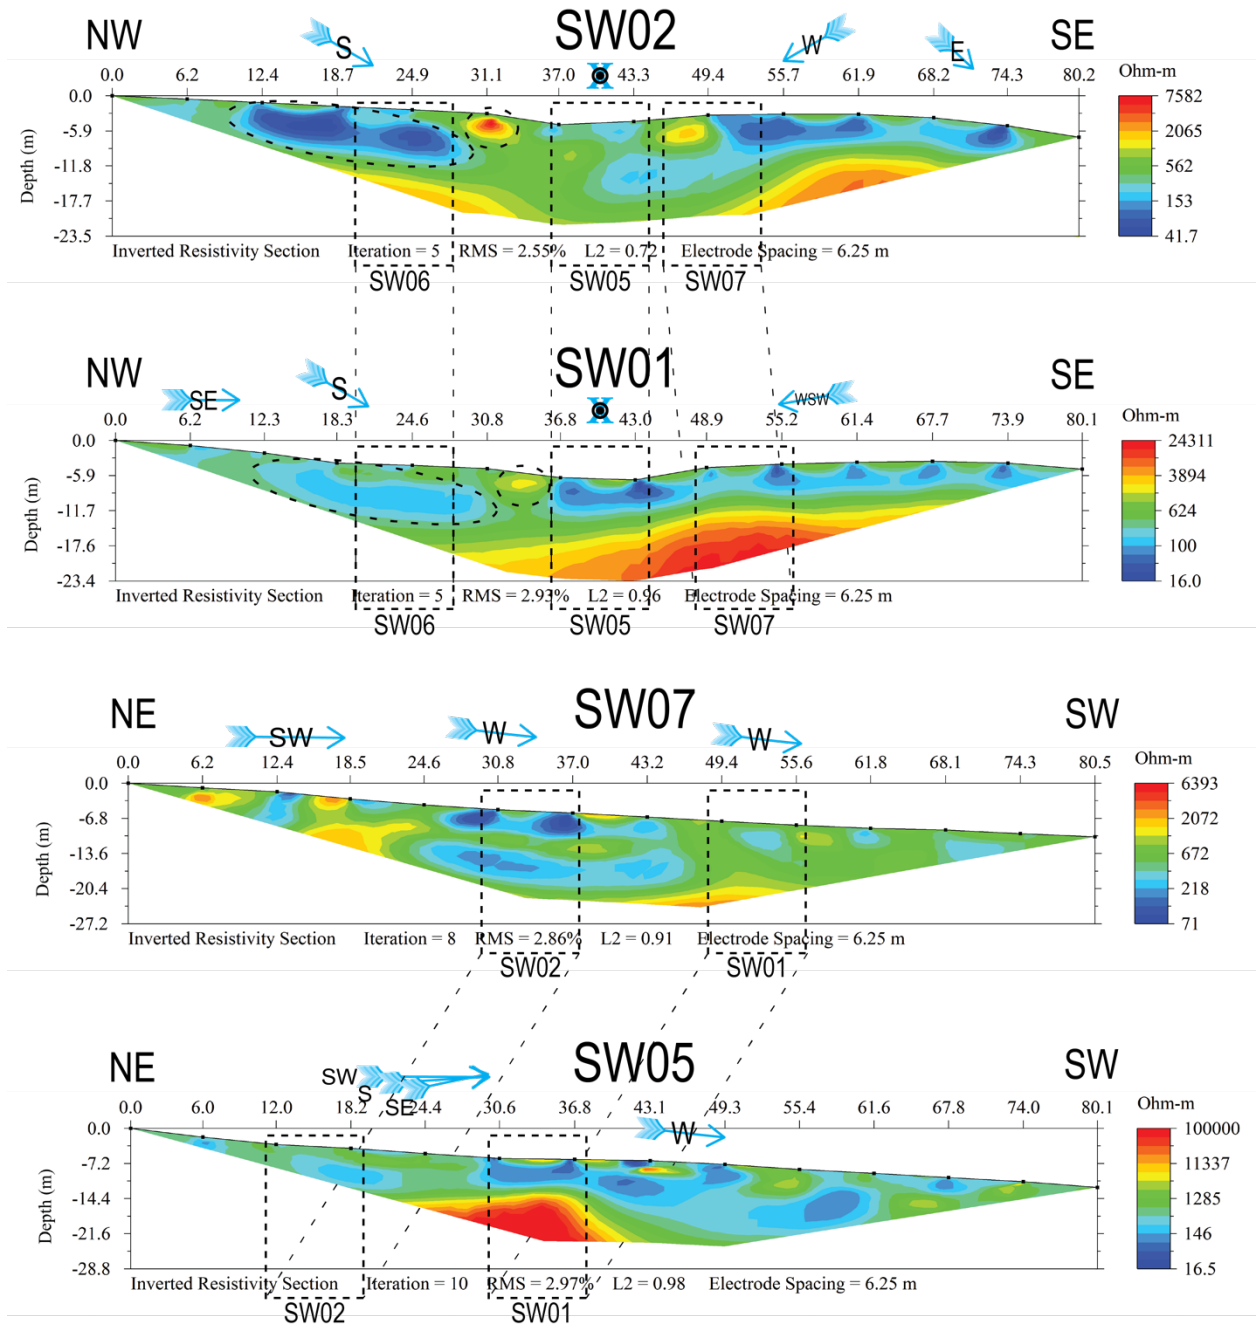 NW S SW02 W E SE
0.0 6.2 12.4 18.7 24.9 31.1 37.0 43.3 49.4 55.7 61.9 68.2 74.3 80.2
Ohm-m
Depth (m)
0.0
-5.9
-11.8
-17.7
-23.5
7582
2065
562
153
41.7
Inverted Resistivity Section Iteration = 5 RMS = 2.55% L2 = 0.72 Electrode Spacing = 6.25 m
SW06 SW05 SW07
NW SE S SW01 WSW SE
0.0 6.2 12.3 18.3 24.6 30.8 36.8 43.0 48.9 55.2 61.4 67.7 73.9 80.1
Ohm-m
Depth (m)
0.0
-5.9
-11.7
-17.6
-23.4
24311
3894
624
100
16.0
Inverted Resistivity Section Iteration = 5 RMS = 2.93% L2 = 0.96 Electrode Spacing = 6.25 m
SW06 SW05 SW07
NE SW W SW07 W SW
0.0 6.2 12.4 18.5 24.6 30.8 37.0 43.2 49.4 55.6 61.8 68.1 74.3 80.5
Ohm-m
Depth (m)
0.0
-6.8
-13.6
-20.4
-27.2
6393
2072
672
218
71
Inverted Resistivity Section Iteration = 8 RMS = 2.86% L2 = 0.91 Electrode Spacing = 6.25 m
SW02 SW01
NE SW S SE SW05 W SW
0.0 6.0 12.0 18.2 24.4 30.6 36.8 43.1 49.3 55.4 61.6 67.8 74.0 80.1
Ohm-m
Depth (m)
0.0
-7.2
-14.4
-21.6
-28.8
100000
11337
1285
146
16.5
Inverted Resistivity Section Iteration = 10 RMS = 2.97% L2 = 0.98 Electrode Spacing = 6.25 m
SW02 SW01